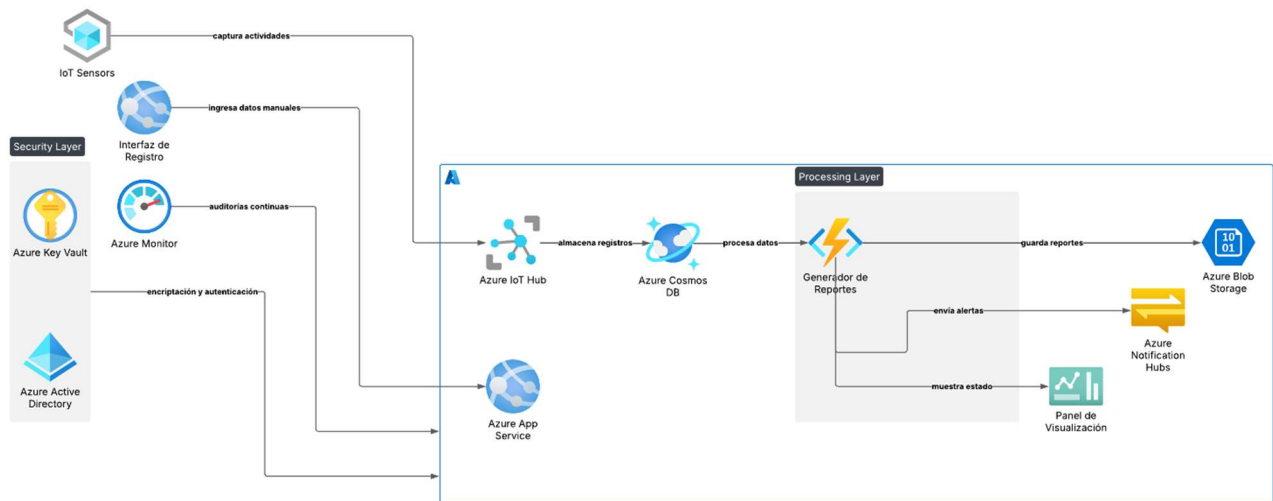 captura actividades
IoT Sensors
ingresa datos manuales
Interfaz de
Registro
Security Layer
Azure Key Vault
auditorías continuas
Azure Monitor
encriptación y autenticación
Azure Active
Directory
Processing Layer
Azure IoT Hub
almacena registros
Azure Cosmos
DB
procesa datos
Generador de
Reportes
guarda reportes
10
01
Azure Blob
Storage
envía alertas
Azure
Notification
Hubs
muestra estado
Panel de
Visualización
Azure App
Service